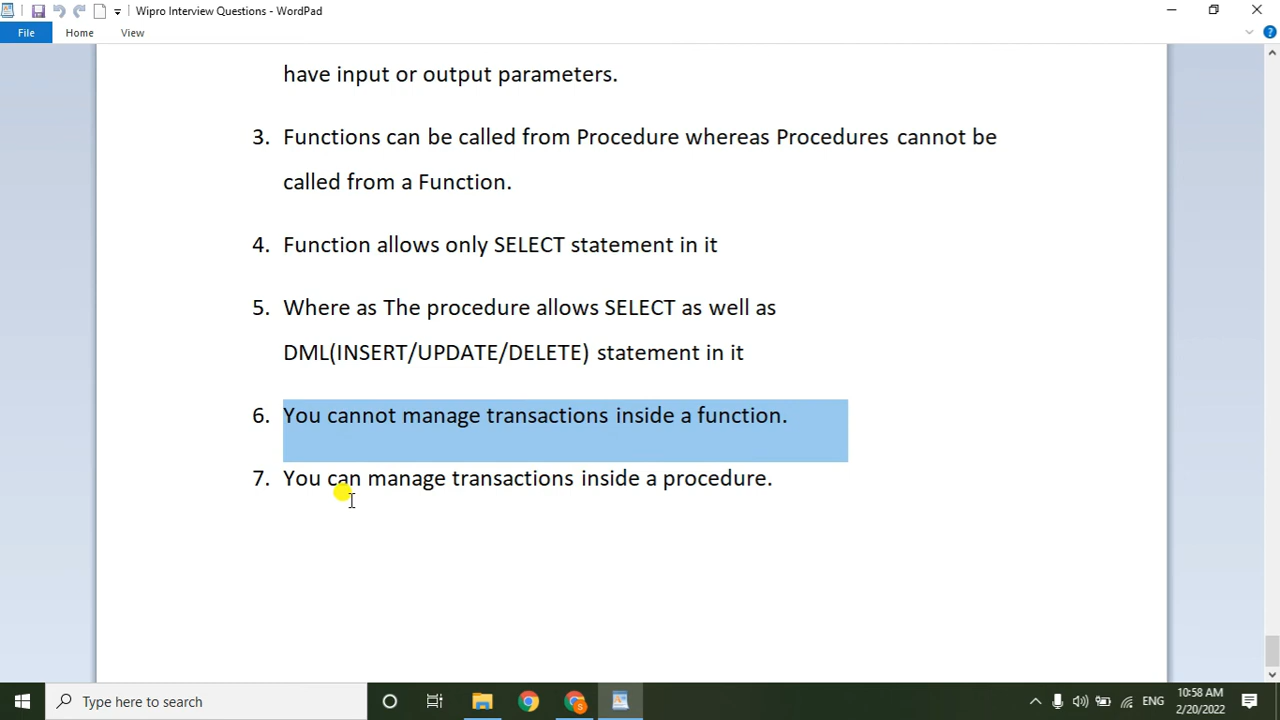 Wipro Interview Questions - WordPad
File
Home
View
have input or output parameters.
3. Functions can be called from Procedure whereas Procedures cannot be
called from a Function.
4. Function allows only SELECT statement in it
5. Where as The procedure allows SELECT as well as
DML(INSERT/UPDATE/DELETE) statement in it
6. You cannot manage transactions inside a function.
7. You can manage transactions inside a procedure.
Type here to search
S
ENG
10:58 AM
2/20/2022